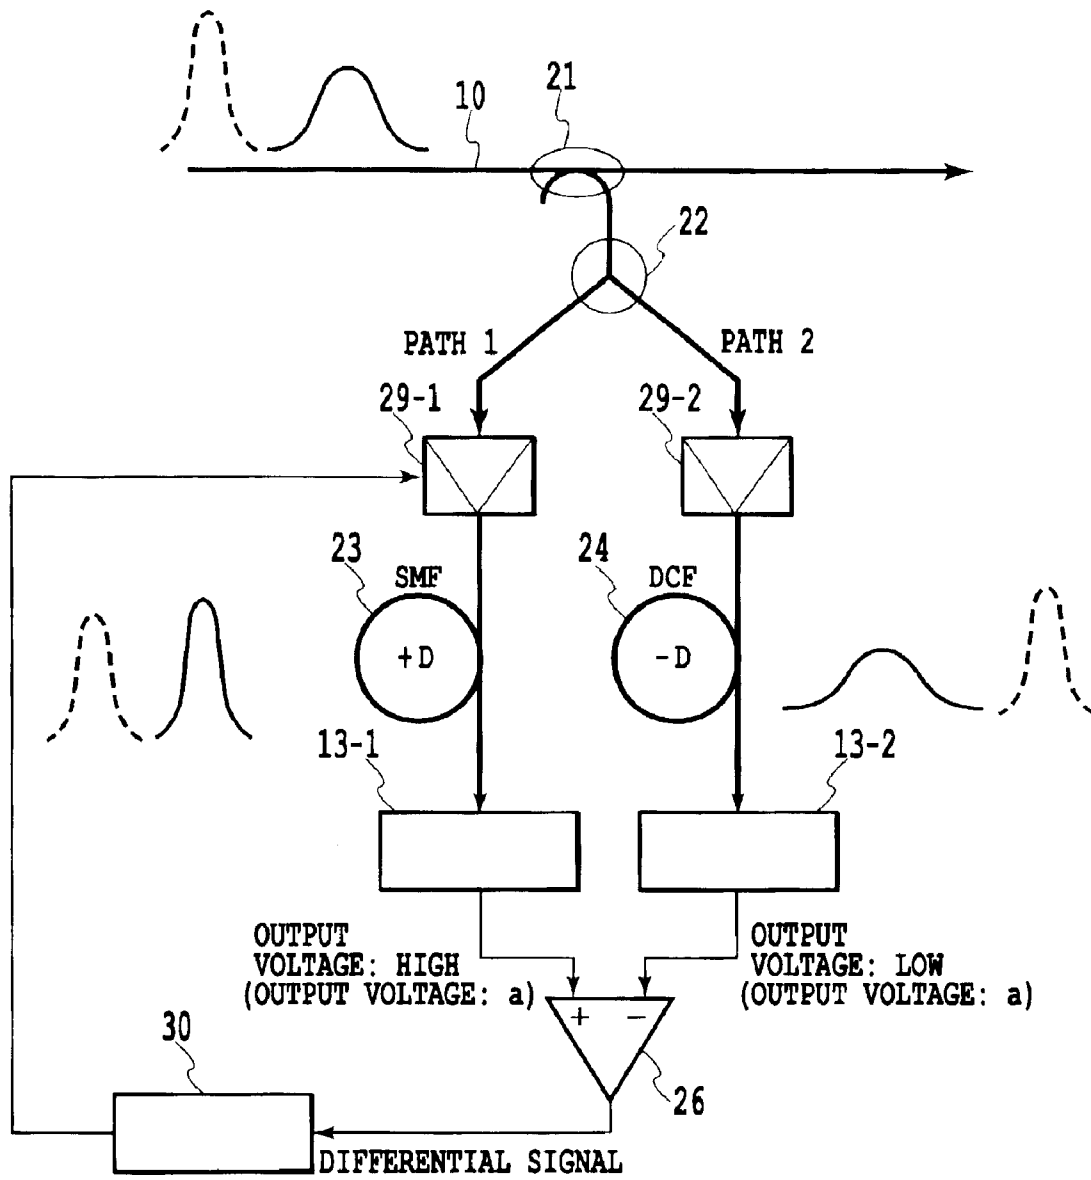 21
10
22
PATH 1
PATH 2
29-1
29-2
23
SMF
24
DCF
+D
-D
13-1
13-2
OUTPUT
VOLTAGE: HIGH
(OUTPUT VOLTAGE: a)
OUTPUT
VOLTAGE: LOW
(OUTPUT VOLTAGE: a)
+
-
30
26
DIFFERENTIAL SIGNAL